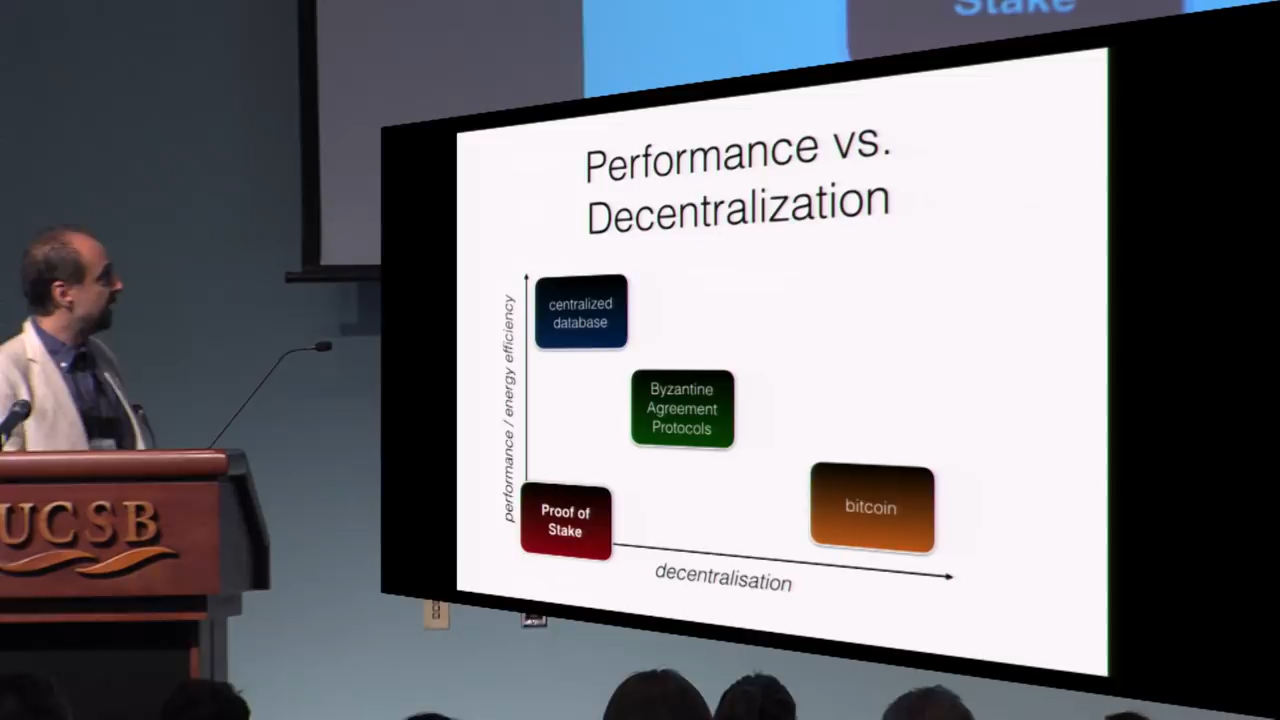 Stake
Performance vs.
Decentralization
performance / energy efficiency
centralized
database
Byzantine
Agreement
Protocols
Proof of
Stake
bitcoin
decentralisation
UCSB